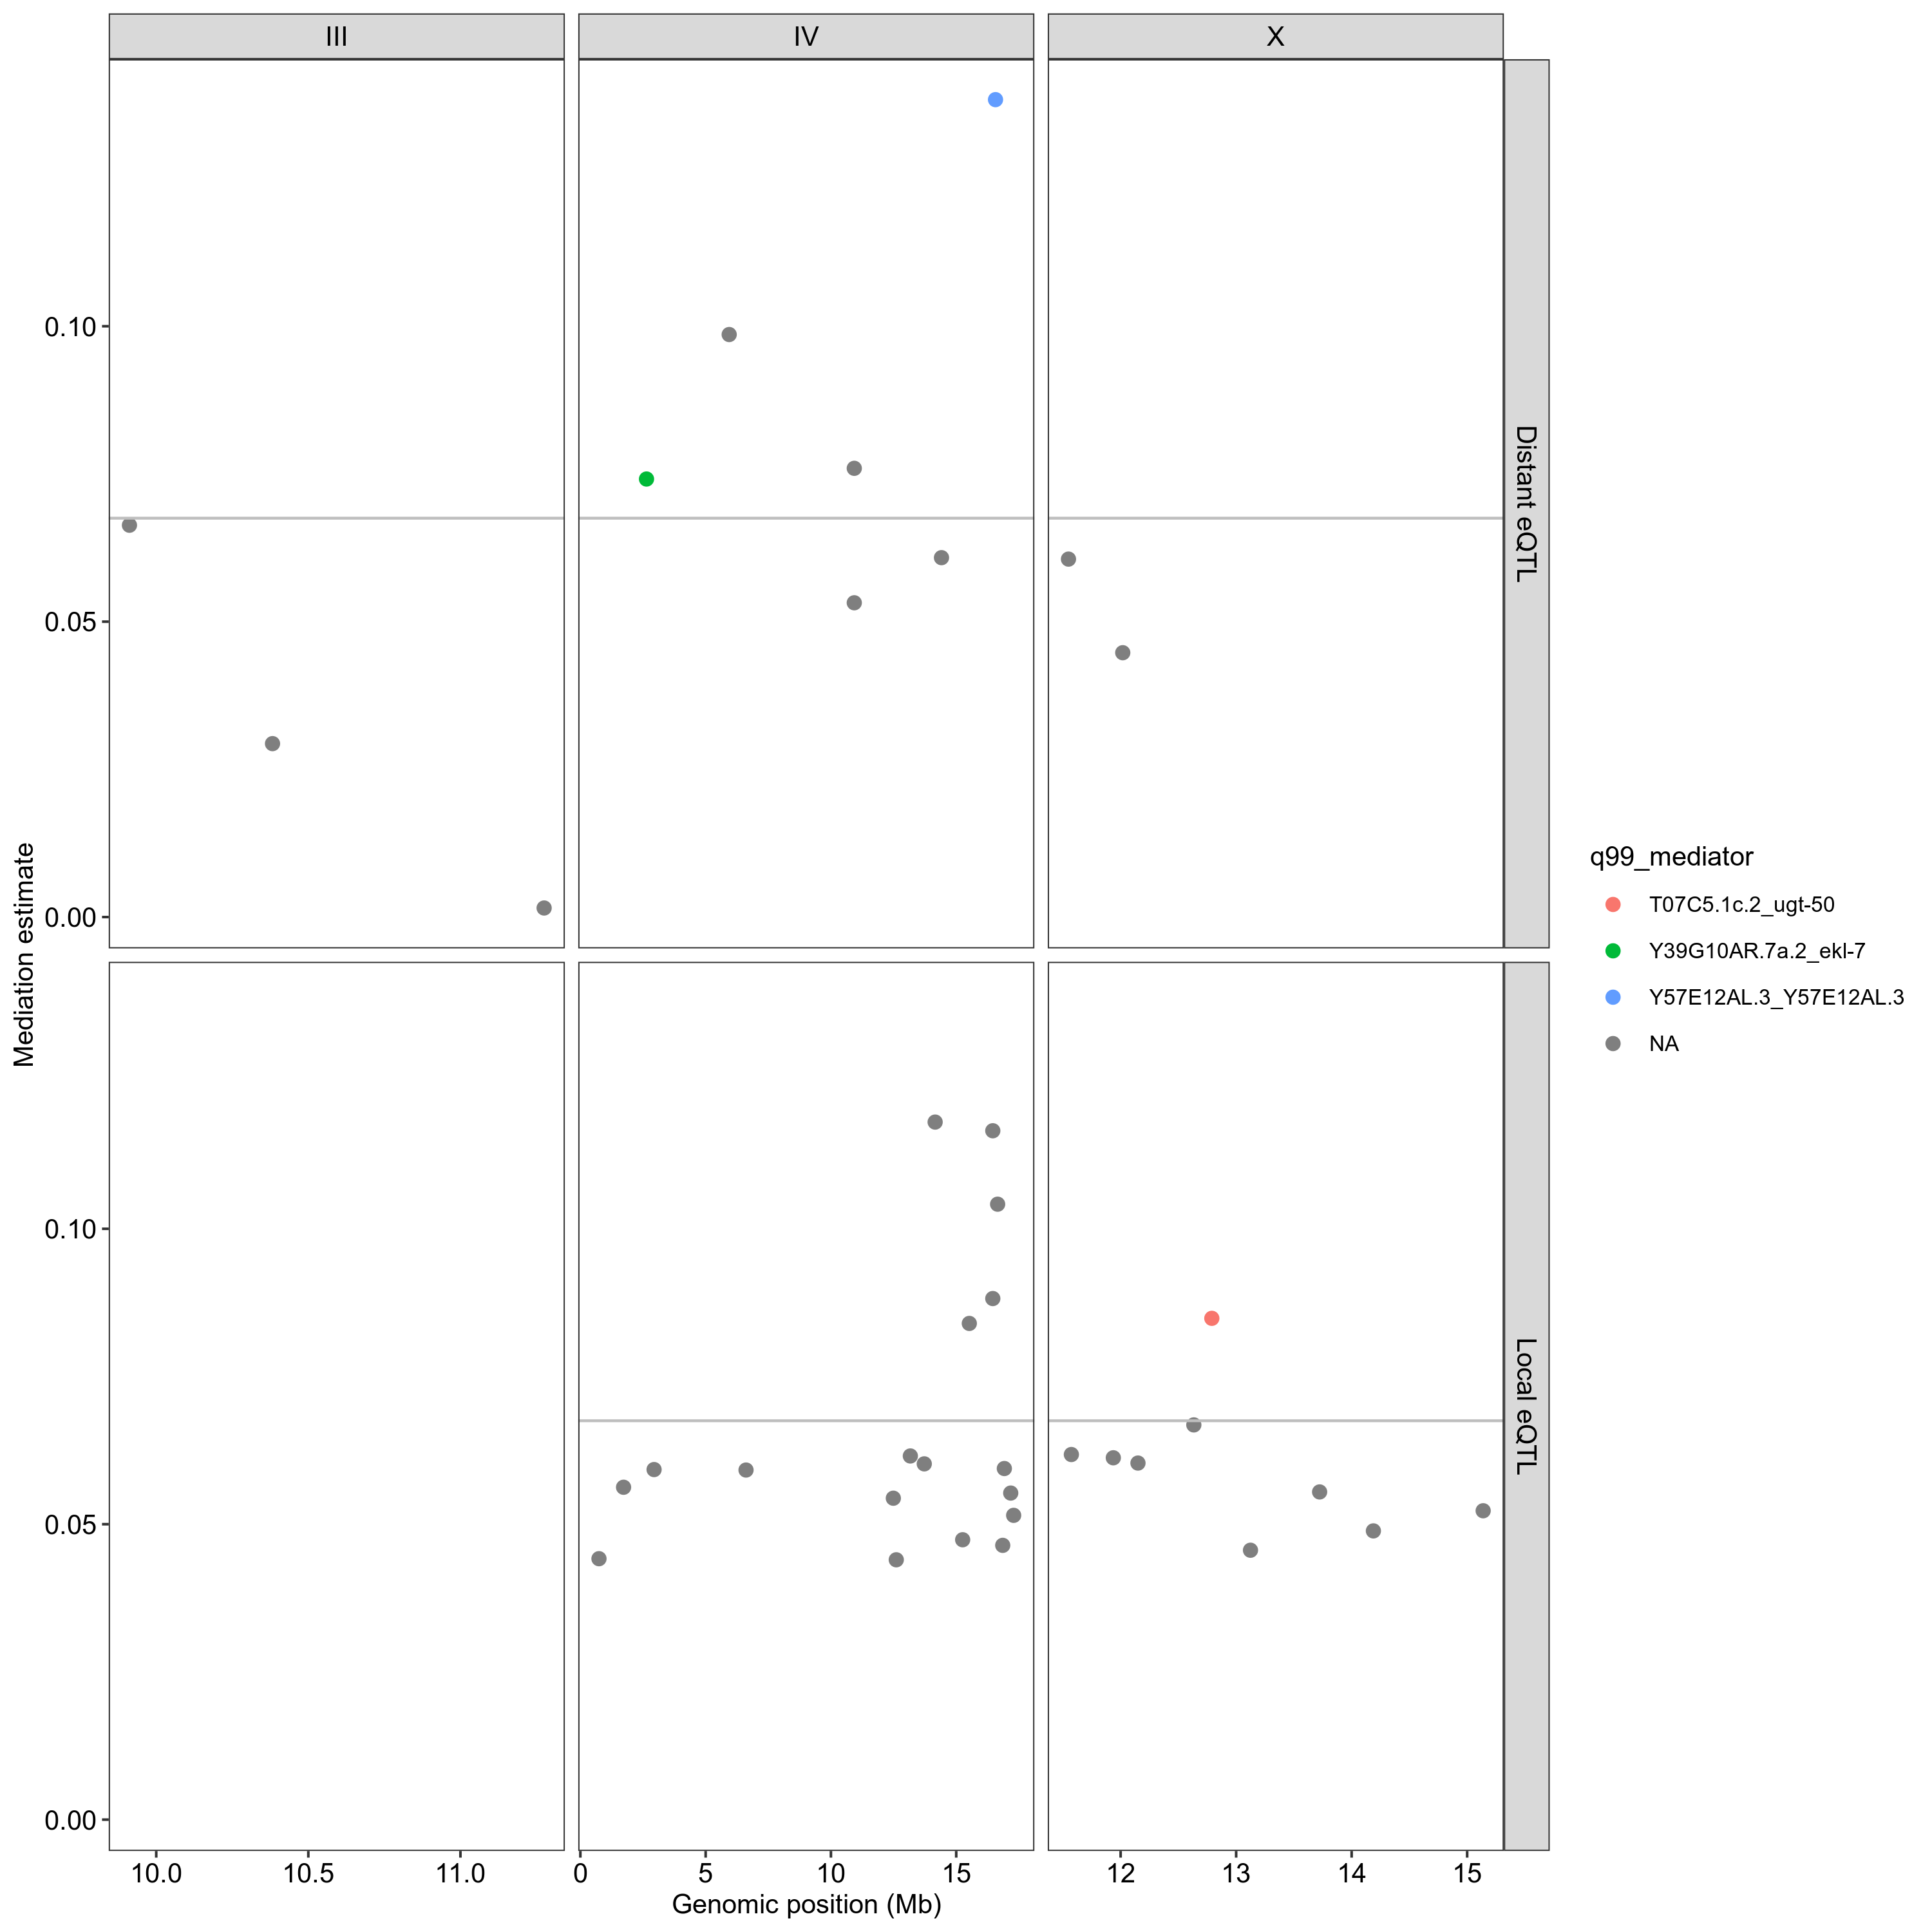 III IV X
0.10
0.05
0.00
Distant eQTL
Mediation estimate
0.10
0.05
0.00
Local eQTL
10.0 10.5 11.0 0 5 10 15 12 13 14 15
Genomic position (Mb)
q99_mediator
T07C5.1c.2_ugt-50
Y39G10AR.7a.2_ekl-7
Y57E12AL.3_Y57E12AL.3
NA